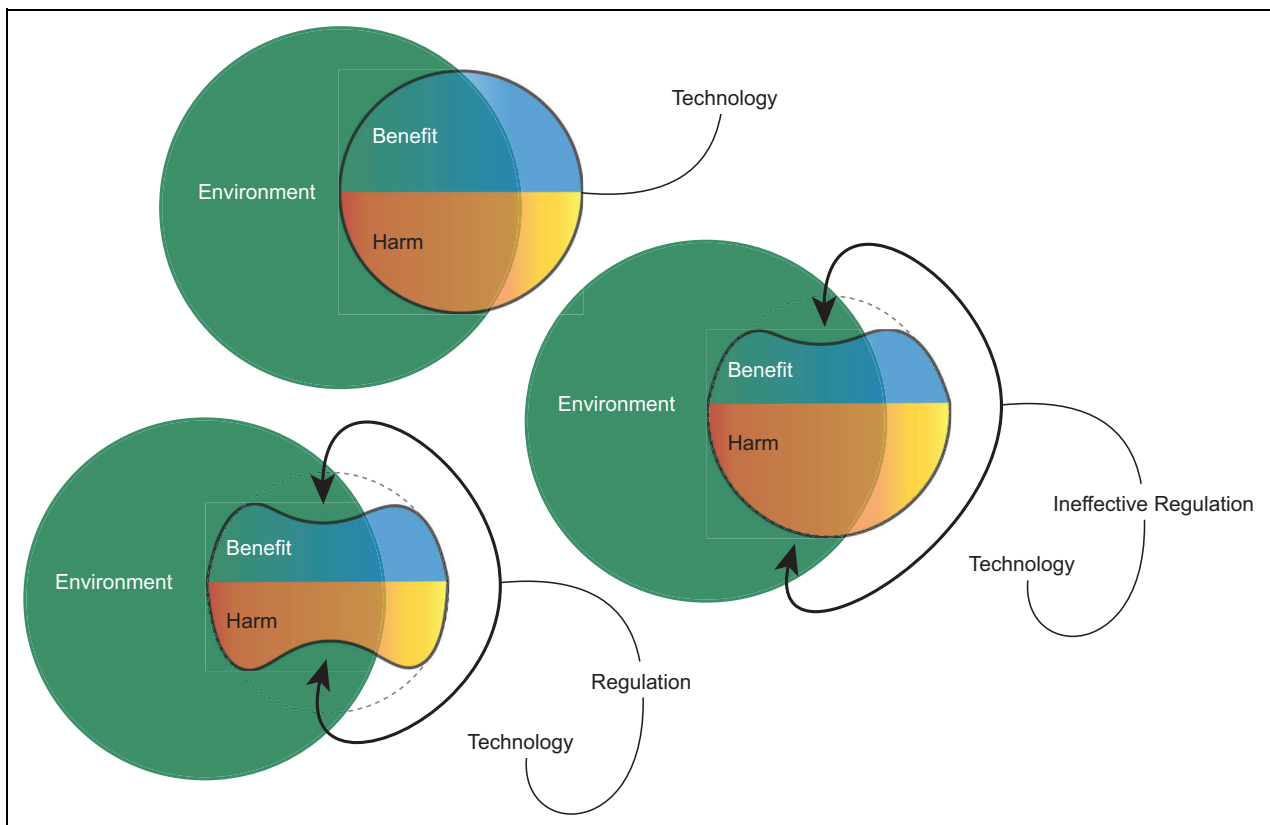 Technology
Benefit
Environment
Harm
Benefit
Environment
Harm
Ineffective Regulation
Technology
Benefit
Environment
Harm
Regulation
Technology